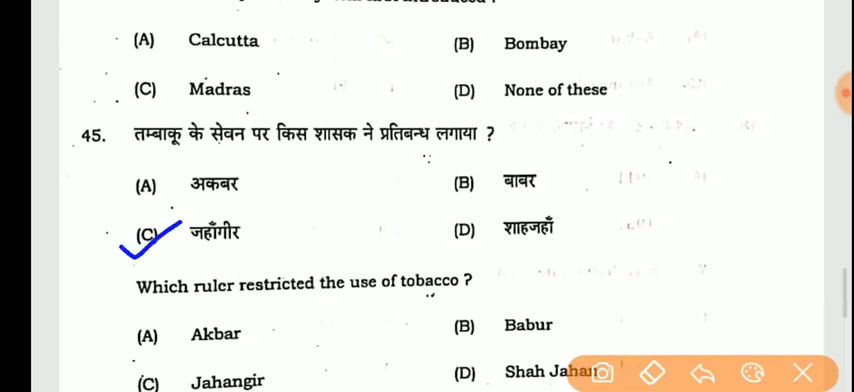 (A) Calcutta (B) Bombay
(C) Madras (D) None of these
45. तम्बाकू के सेवन पर किस शासक ने प्रतिबन्ध लगाया ?
(A) अकबर (B) बाबर
(C) जहाँगीर (D) शाहजहाँ
Which ruler restricted the use of tobacco ?
(A) Akbar (B) Babur
(C) Jahangir (D) Shah Jahan